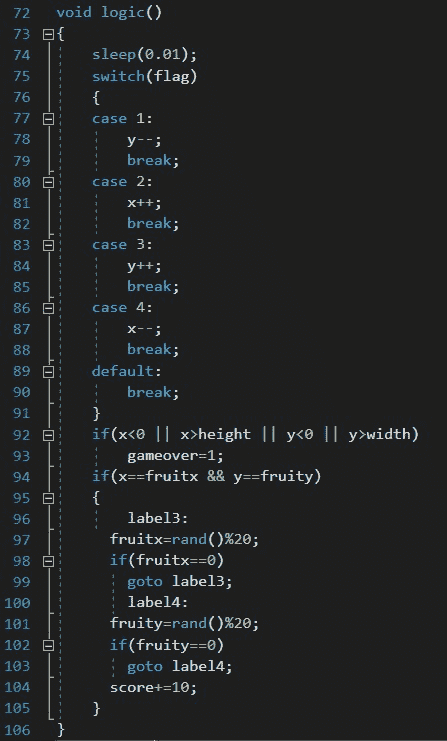 72 void logic()
73 {
74 sleep(0.01);
75 switch(flag)
76 {
77 case 1:
78 y--;
79 break;
80 case 2:
81 x++;
82 break;
83 case 3:
84 y++;
85 break;
86 case 4:
87 x--;
88 break;
89 default:
90 break;
91 }
92 if(x<0 || x>height || y<0 || y>width)
93 gameover=1;
94 if(x==fruitx && y==fruity)
95 {
96 label3:
97 fruitx=rand()%20;
98 if(fruitx==0)
99 goto label3;
100 label4:
101 fruity=rand()%20;
102 if(fruity==0)
103 goto label4;
104 score+=10;
105 }
106 }